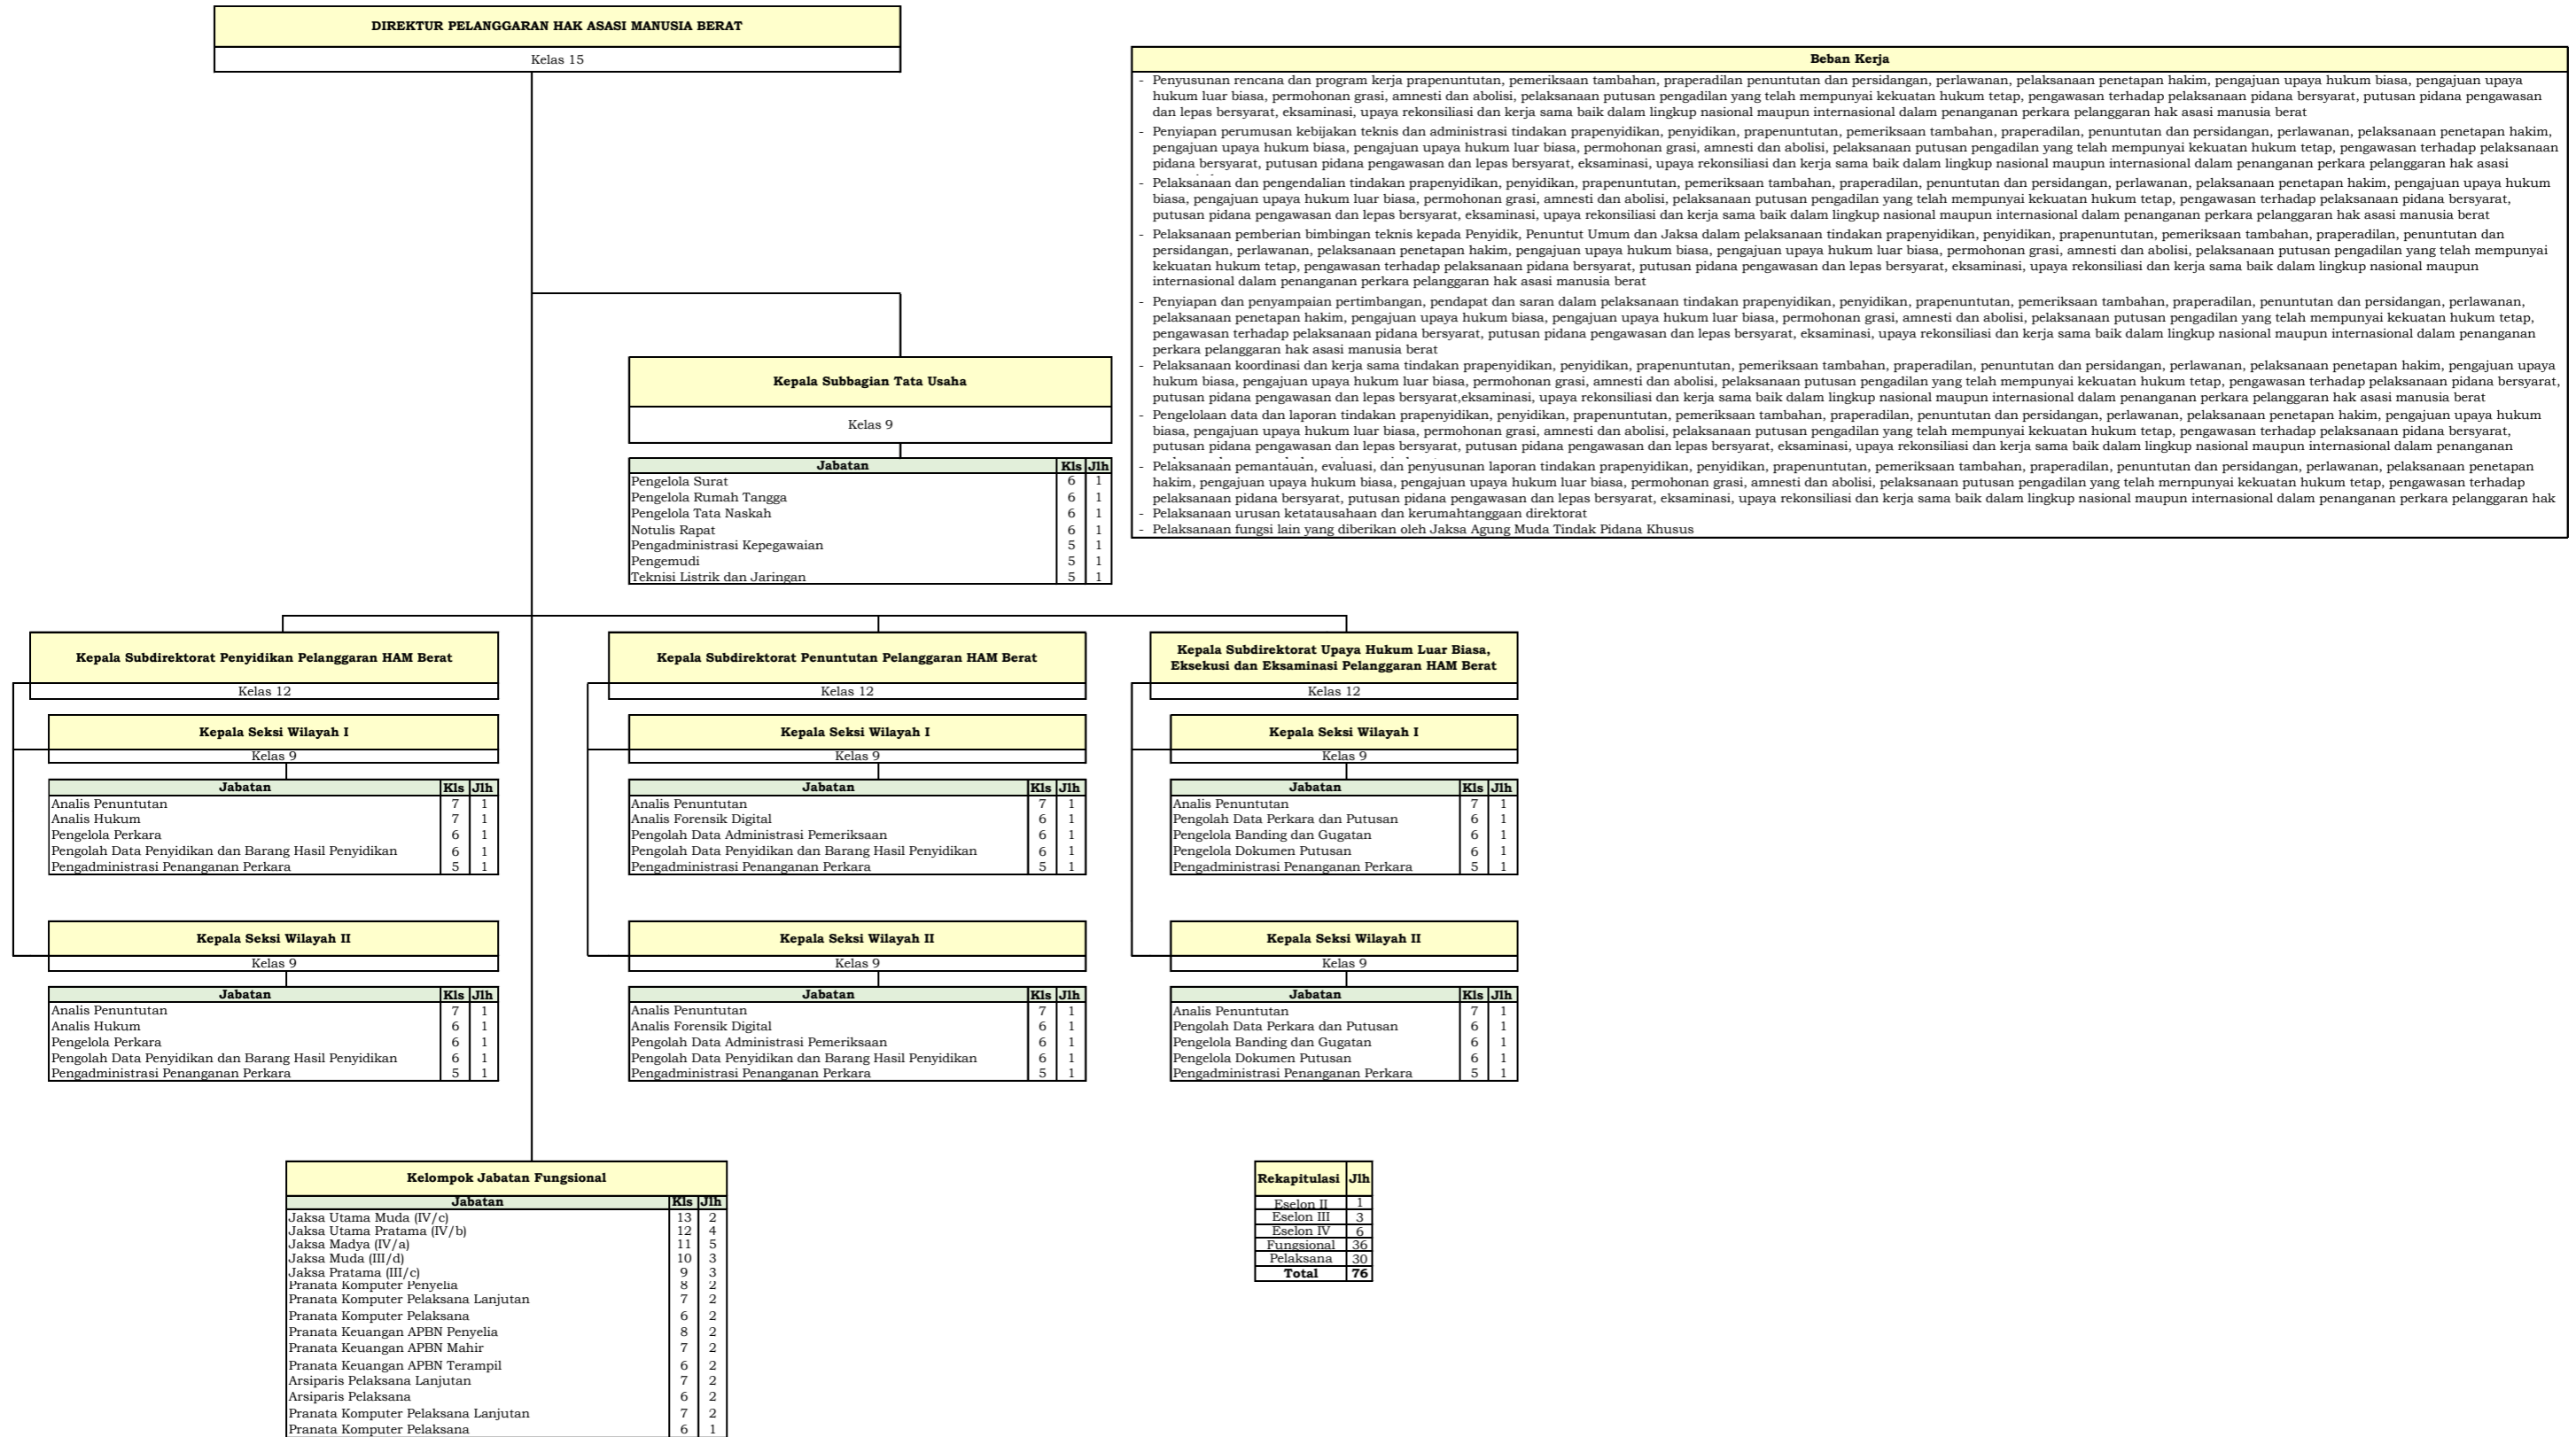 DIREKTUR PELANGGARAN HAK ASASI MANUSIA BERAT
Kelas 15
Beban Kerja
- Penyusunan rencana dan program kerja prapenuntutan, pemeriksaan tambahan, praperadilan penuntutan dan persidangan, perlawanan, pelaksanaan penetapan hakim, pengajuan upaya hukum biasa, pengajuan upaya
hukum luar biasa, permohonan grasi, amnesti dan abolisi, pelaksanaan putusan pengadilan yang telah mempunyai kekuatan hukum tetap, pengawasan terhadap pelaksanaan pidana bersyarat, putusan pidana pengawasan
dan lepas bersyarat, eksaminasi, upaya rekonsiliasi dan kerja sama baik dalam lingkup nasional maupun internasional dalam penanganan perkara pelanggaran hak asasi manusia berat
- Penyiapan perumusan kebijakan teknis dan administrasi tindakan prapenyidikan, penyidikan, prapenuntutan, pemeriksaan tambahan, praperadilan, penuntutan dan persidangan, perlawanan, pelaksanaan penetapan hakim,
pengajuan upaya hukum biasa, pengajuan upaya hukum luar biasa, permohonan grasi, amnesti dan abolisi, pelaksanaan putusan pengadilan yang telah mempunyai kekuatan hukum tetap, pengawasan terhadap pelaksanaan
pidana bersyarat, putusan pidana pengawasan dan lepas bersyarat, eksaminasi, upaya rekonsiliasi dan kerja sama baik dalam lingkup nasional maupun internasional dalam penanganan perkara pelanggaran hak asasi
- Pelaksanaan dan pengendalian tindakan prapenyidikan, penyidikan, prapenuntutan, pemeriksaan tambahan, praperadilan, penuntutan dan persidangan, perlawanan, pelaksanaan penetapan hakim, pengajuan upaya hukum
biasa, pengajuan upaya hukum luar biasa, permohonan grasi, amnesti dan abolisi, pelaksanaan putusan pengadilan yang telah mempunyai kekuatan hukum tetap, pengawasan terhadap pelaksanaan pidana bersyarat,
putusan pidana pengawasan dan lepas bersyarat, eksaminasi, upaya rekonsiliasi dan kerja sama baik dalam lingkup nasional maupun internasional dalam penanganan perkara pelanggaran hak asasi manusia berat
- Pelaksanaan pemberian bimbingan teknis kepada Penyidik, Penuntut Umum dan Jaksa dalam pelaksanaan tindakan prapenyidikan, penyidikan, prapenuntutan, pemeriksaan tambahan, praperadilan, penuntutan dan
persidangan, perlawanan, pelaksanaan penetapan hakim, pengajuan upaya hukum biasa, pengajuan upaya hukum luar biasa, permohonan grasi, amnesti dan abolisi, pelaksanaan putusan pengadilan yang telah mempunyai
kekuatan hukum tetap, pengawasan terhadap pelaksanaan pidana bersyarat, putusan pidana pengawasan dan lepas bersyarat, eksaminasi, upaya rekonsiliasi dan kerja sama baik dalam lingkup nasional maupun
internasional dalam penanganan perkara pelanggaran hak asasi manusia berat
- Penyiapan dan penyampaian pertimbangan, pendapat dan saran dalam pelaksanaan tindakan prapenyidikan, penyidikan, prapenuntutan, pemeriksaan tambahan, praperadilan, penuntutan dan persidangan, perlawanan,
pelaksanaan penetapan hakim, pengajuan upaya hukum biasa, pengajuan upaya hukum luar biasa, permohonan grasi, amnesti dan abolisi, pelaksanaan putusan pengadilan yang telah mempunyai kekuatan hukum tetap,
pengawasan terhadap pelaksanaan pidana bersyarat, putusan pidana pengawasan dan lepas bersyarat, eksaminasi, upaya rekonsiliasi dan kerja sama baik dalam lingkup nasional maupun internasional dalam penanganan
perkara pelanggaran hak asasi manusia berat
- Pelaksanaan koordinasi dan kerja sama tindakan prapenyidikan, penyidikan, prapenuntutan, pemeriksaan tambahan, praperadilan, penuntutan dan persidangan, perlawanan, pelaksanaan penetapan hakim, pengajuan upaya
hukum biasa, pengajuan upaya hukum luar biasa, permohonan grasi, amnesti dan abolisi, pelaksanaan putusan pengadilan yang telah mempunyai kekuatan hukum tetap, pengawasan terhadap pelaksanaan pidana bersyarat,
putusan pidana pengawasan dan lepas bersyarat,eksaminasi, upaya rekonsiliasi dan kerja sama baik dalam lingkup nasional maupun internasional dalam penanganan perkara pelanggaran hak asasi manusia berat
- Pengelolaan data dan laporan tindakan prapenyidikan, penyidikan, prapenuntutan, pemeriksaan tambahan, praperadilan, penuntutan dan persidangan, perlawanan, pelaksanaan penetapan hakim, pengajuan upaya hukum
biasa, pengajuan upaya hukum luar biasa, permohonan grasi, amnesti dan abolisi, pelaksanaan putusan pengadilan yang telah mempunyai kekuatan hukum tetap, pengawasan terhadap pelaksanaan pidana bersyarat,
putusan pidana pengawasan dan lepas bersyarat, putusan pidana pengawasan dan lepas bersyarat, eksaminasi, upaya rekonsiliasi dan kerja sama baik dalam lingkup nasional maupun internasional dalam penanganan
- Pelaksanaan pemantauan, evaluasi, dan penyusunan laporan tindakan prapenyidikan, penyidikan, prapenuntutan, pemeriksaan tambahan, praperadilan, penuntutan dan persidangan, perlawanan, pelaksanaan penetapan
hakim, pengajuan upaya hukum biasa, pengajuan upaya hukum luar biasa, permohonan grasi, amnesti dan abolisi, pelaksanaan putusan pengadilan yang telah mernpunyai kekuatan hukum tetap, pengawasan terhadap
pelaksanaan pidana bersyarat, putusan pidana pengawasan dan lepas bersyarat, eksaminasi, upaya rekonsiliasi dan kerja sama baik dalam lingkup nasional maupun internasional dalam penanganan perkara pelanggaran hak
- Pelaksanaan urusan ketatausahaan dan kerumahtanggaan direktorat
- Pelaksanaan fungsi lain yang diberikan oleh Jaksa Agung Muda Tindak Pidana Khusus
Kepala Subbagian Tata Usaha
Kelas 9
Jabatan Kls Jlh
Pengelola Surat 6 1
Pengelola Rumah Tangga 6 1
Pengelola Tata Naskah 6 1
Notulis Rapat 6 1
Pengadministrasi Kepegawaian 5 1
Pengemudi 5 1
Teknisi Listrik dan Jaringan 5 1
Kepala Subdirektorat Penyidikan Pelanggaran HAM Berat
Kelas 12
Kepala Seksi Wilayah I
Kelas 9
Jabatan Kls Jlh
Analis Penuntutan 7 1
Analis Hukum 7 1
Pengelola Perkara 6 1
Pengolah Data Penyidikan dan Barang Hasil Penyidikan 6 1
Pengadministrasi Penanganan Perkara 5 1
Kepala Seksi Wilayah II
Kelas 9
Jabatan Kls Jlh
Analis Penuntutan 7 1
Analis Hukum 6 1
Pengelola Perkara 6 1
Pengolah Data Penyidikan dan Barang Hasil Penyidikan 6 1
Pengadministrasi Penanganan Perkara 5 1
Kepala Subdirektorat Penuntutan Pelanggaran HAM Berat
Kelas 12
Kepala Seksi Wilayah I
Kelas 9
Jabatan Kls Jlh
Analis Penuntutan 7 1
Analis Forensik Digital 6 1
Pengolah Data Administrasi Pemeriksaan 6 1
Pengolah Data Penyidikan dan Barang Hasil Penyidikan 6 1
Pengadministrasi Penanganan Perkara 5 1
Kepala Seksi Wilayah II
Kelas 9
Jabatan Kls Jlh
Analis Penuntutan 7 1
Analis Forensik Digital 6 1
Pengolah Data Administrasi Pemeriksaan 6 1
Pengolah Data Penyidikan dan Barang Hasil Penyidikan 6 1
Pengadministrasi Penanganan Perkara 5 1
Kepala Subdirektorat Upaya Hukum Luar Biasa,
Eksekusi dan Eksaminasi Pelanggaran HAM Berat
Kelas 12
Kepala Seksi Wilayah I
Kelas 9
Jabatan Kls Jlh
Analis Penuntutan 7 1
Pengolah Data Perkara dan Putusan 6 1
Pengelola Banding dan Gugatan 6 1
Pengelola Dokumen Putusan 6 1
Pengadministrasi Penanganan Perkara 5 1
Kepala Seksi Wilayah II
Kelas 9
Jabatan Kls Jlh
Analis Penuntutan 7 1
Pengolah Data Perkara dan Putusan 6 1
Pengelola Banding dan Gugatan 6 1
Pengelola Dokumen Putusan 6 1
Pengadministrasi Penanganan Perkara 5 1
Kelompok Jabatan Fungsional
Jabatan Kls Jlh
Jaksa Utama Muda (IV/c) 13 2
Jaksa Utama Pratama (IV/b) 12 4
Jaksa Madya (IV/a) 11 5
Jaksa Muda (III/d) 10 3
Jaksa Pratama (III/c) 9 3
Pranata Komputer Penyelia 8 2
Pranata Komputer Pelaksana Lanjutan 7 2
Pranata Komputer Pelaksana 6 2
Pranata Keuangan APBN Penyelia 8 2
Pranata Keuangan APBN Mahir 7 2
Pranata Keuangan APBN Terampil 6 2
Arsiparis Pelaksana Lanjutan 7 2
Arsiparis Pelaksana 6 2
Pranata Komputer Pelaksana Lanjutan 7 2
Pranata Komputer Pelaksana 6 1
Rekapitulasi Jlh
Eselon II 1
Eselon III 3
Eselon IV 6
Fungsional 36
Pelaksana 30
Total 76